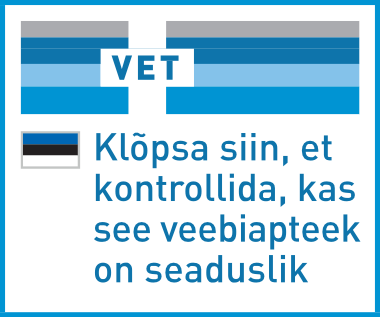 VET
Klõpsa siin, et
kontrollida, kas
see veebiapteek
on seaduslik